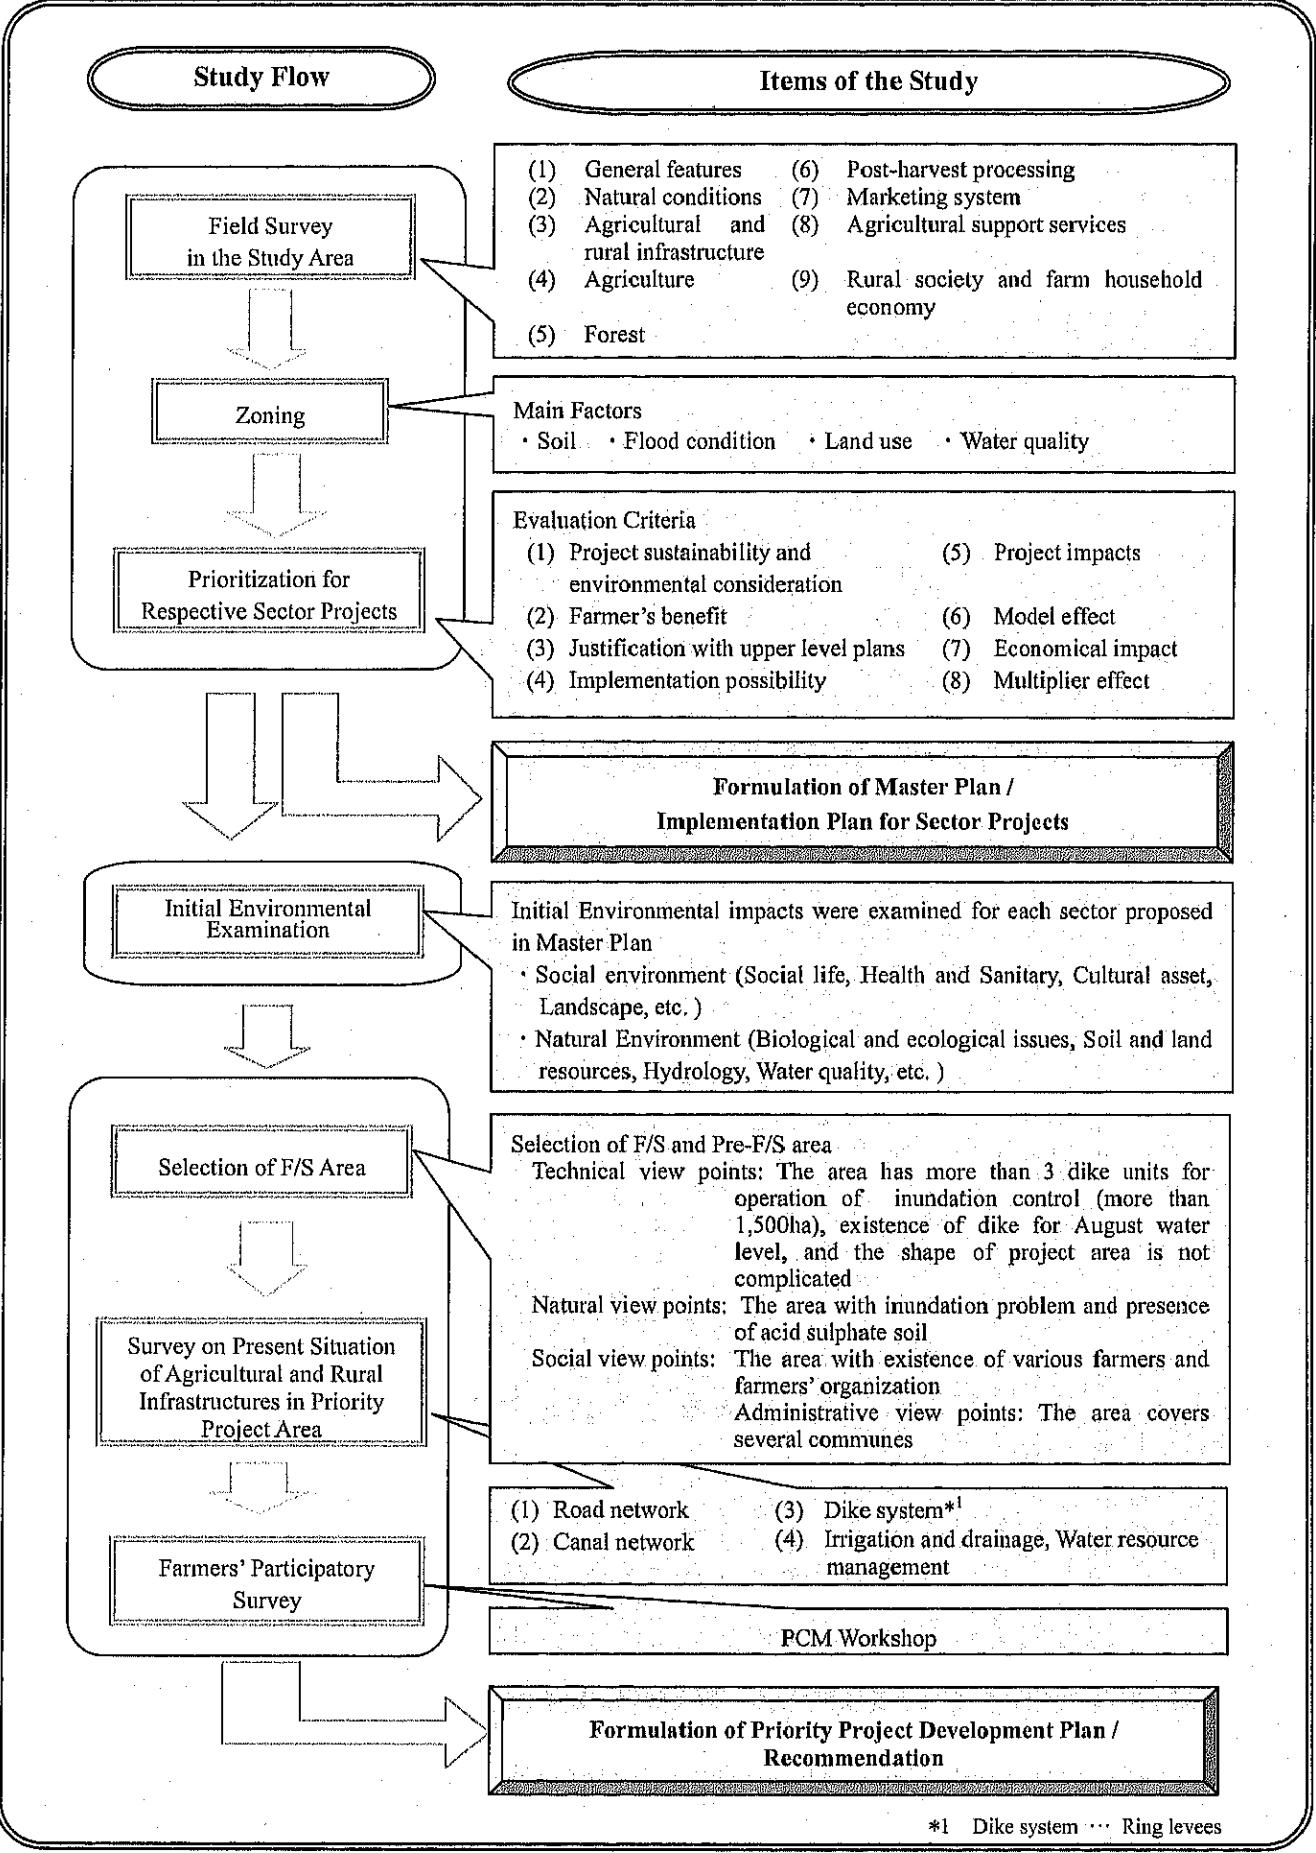 Study Flow
Items of the Study
Field Survey
in the Study Area
(1) General features (6) Post-harvest processing
(2) Natural conditions (7) Marketing system
(3) Agricultural and (8) Agricultural support services
rural infrastructure
(4) Agriculture (9) Rural society and farm household
economy
(5) Forest
Zoning
Main Factors
・Soil ・Flood condition ・Land use ・Water quality
Prioritization for
Respective Sector Projects
Evaluation Criteria
(1) Project sustainability and (5) Project impacts
environmental consideration
(2) Farmer's benefit (6) Model effect
(3) Justification with upper level plans (7) Economical impact
(4) Implementation possibility (8) Multiplier effect
Formulation of Master Plan /
Implementation Plan for Sector Projects
Initial Environmental
Examination
Initial Environmental impacts were examined for each sector proposed
in Master Plan
・Social environment (Social life, Health and Sanitary, Cultural asset,
Landscape, etc. )
・Natural Environment (Biological and ecological issues, Soil and land
resources, Hydrology, Water quality, etc. )
Selection of F/S Area
Selection of F/S and Pre-F/S area
Technical view points: The area has more than 3 dike units for
operation of inundation control (more than
1,500ha), existence of dike for August water
level, and the shape of project area is not
complicated
Natural view points: The area with inundation problem and presence
of acid sulphate soil
Social view points: The area with existence of various farmers and
farmers' organization
Administrative view points: The area covers
several communes
Survey on Present Situation
of Agricultural and Rural
Infrastructures in Priority
Project Area
(1) Road network (3) Dike system*1
(2) Canal network (4) Irrigation and drainage, Water resource
management
Farmers' Participatory
Survey
PCM Workshop
Formulation of Priority Project Development Plan /
Recommendation
*1 Dike system ··· Ring levees